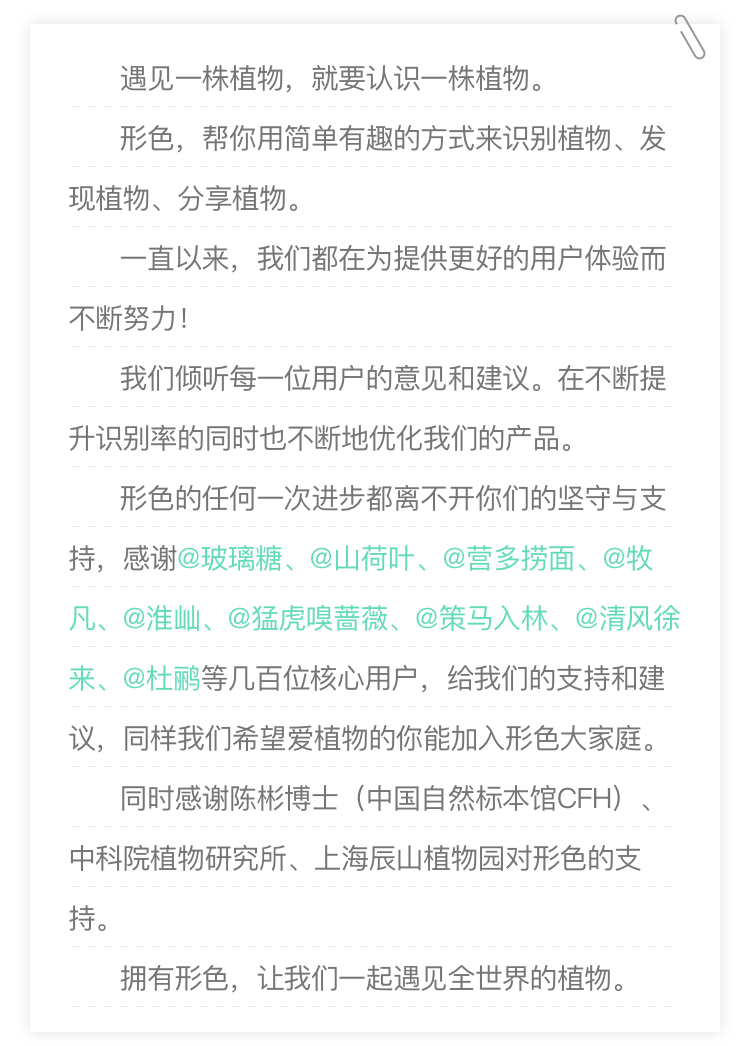 遇见一株植物，就要认识一株植物。
形色，帮你用简单有趣的方式来识别植物、发
现植物、分享植物。
一直以来，我们都在为提供更好的用户体验而
不断努力！
我们倾听每一位用户的意见和建议。在不断提
升识别率的同时也不断地优化我们的产品。
形色的任何一次进步都离不开你们的坚守与支
持，感谢@玻璃糖、@山荷叶、@营多捞面、@牧
凡、@淮屾、@猛虎嗅蔷薇、@策马入林、@清风徐
来、@杜鹂等几百位核心用户，给我们的支持和建
议，同样我们希望爱植物的你能加入形色大家庭。
同时感谢陈彬博士（中国自然标本馆CFH）、
中科院植物研究所、上海辰山植物园对形色的支
持。
拥有形色，让我们一起遇见全世界的植物。